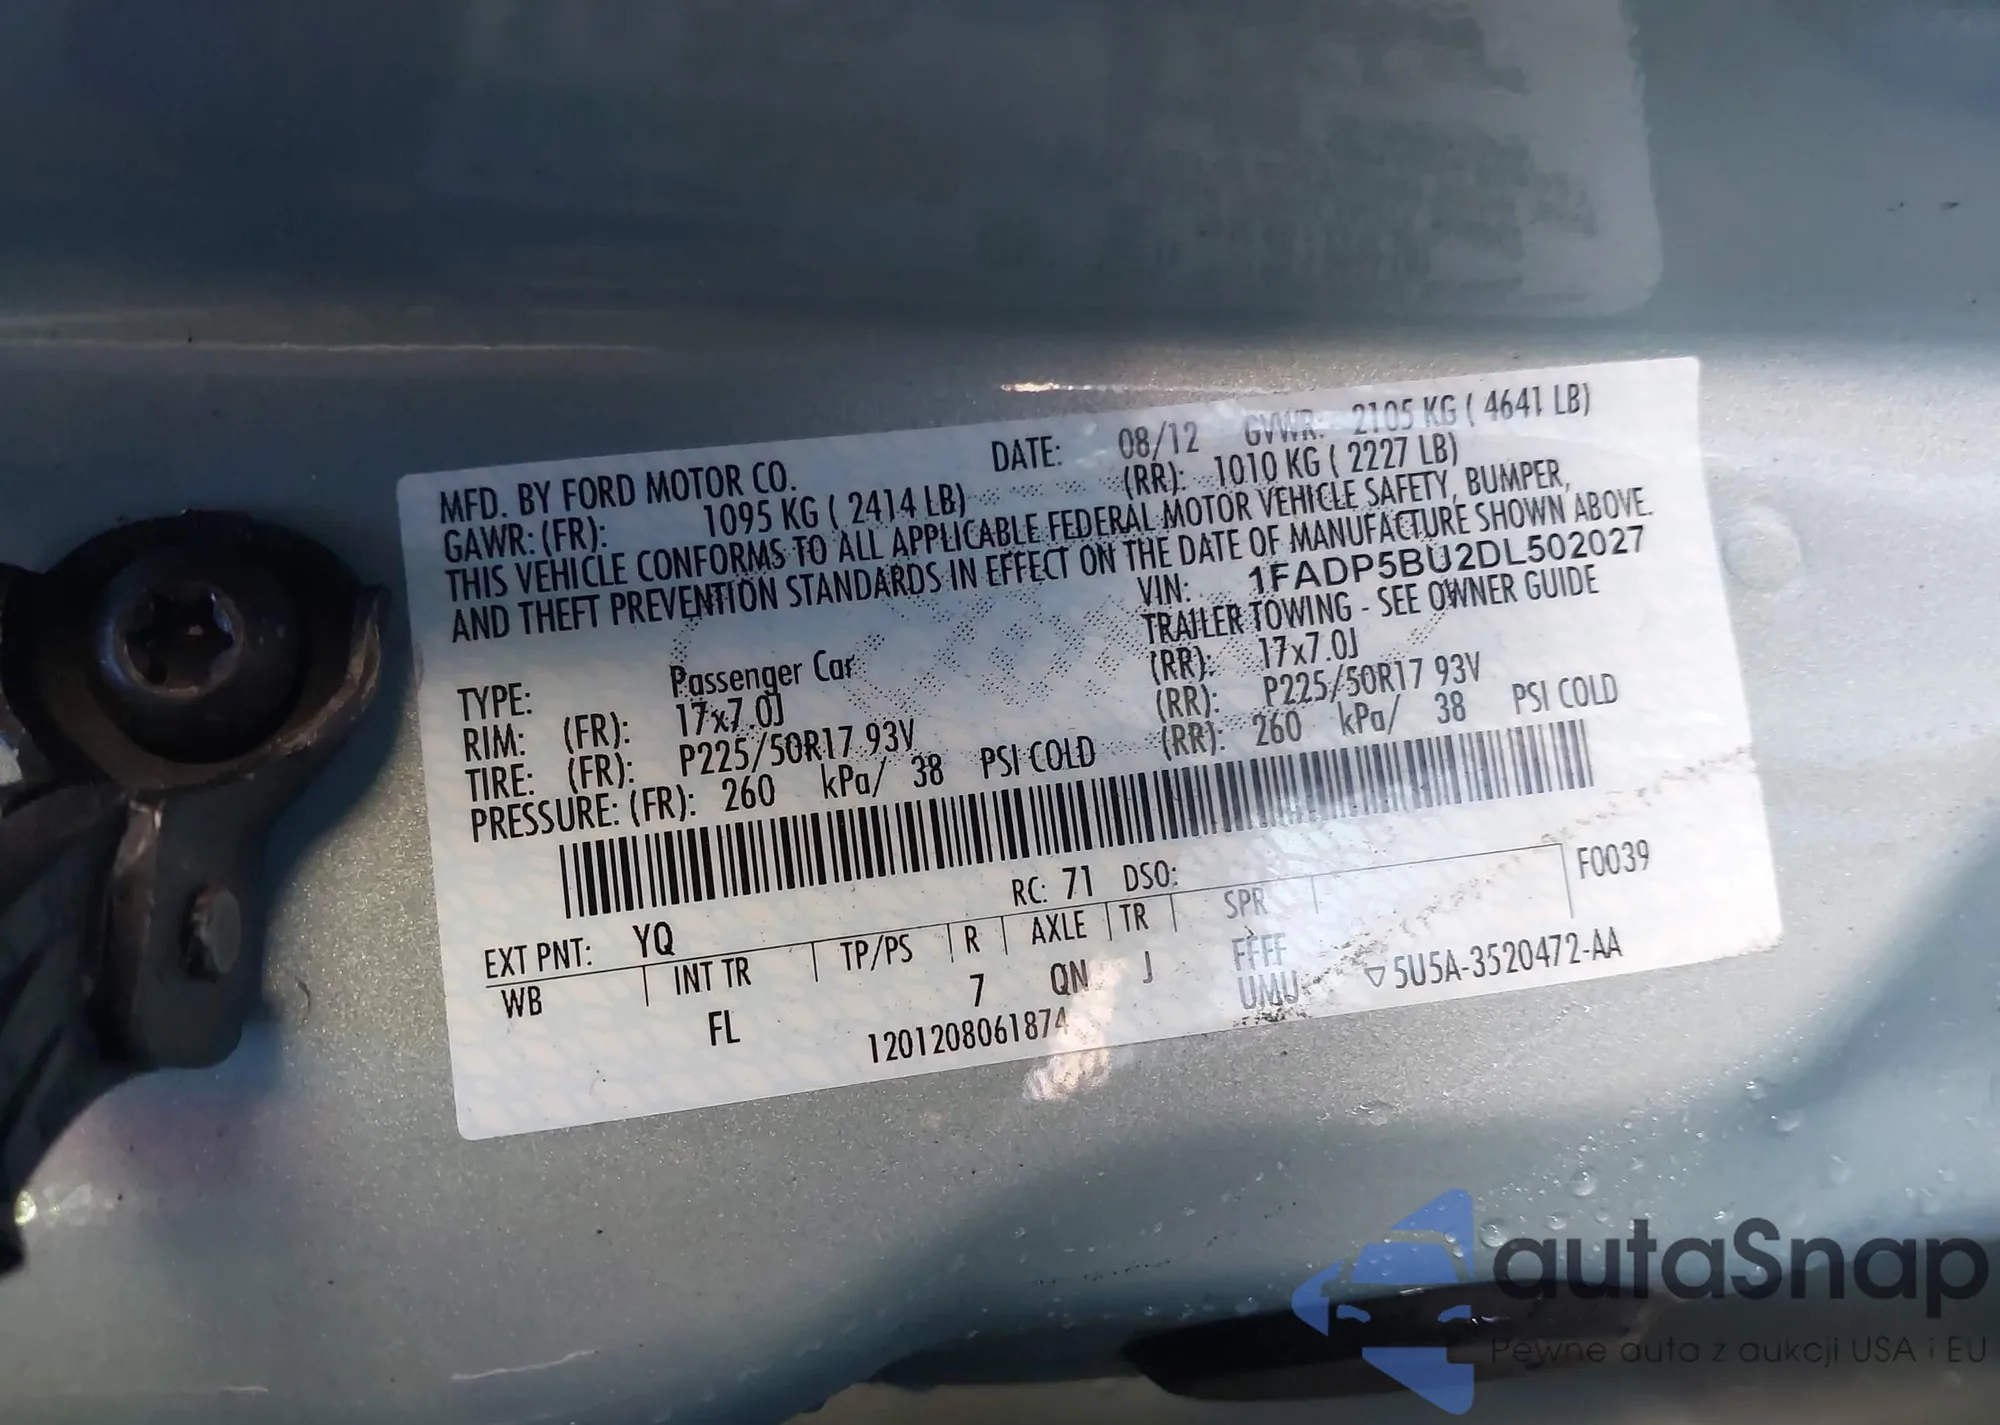 MFD. BY FORD MOTOR CO. DATE: 08/12 GVWR: 2105 KG ( 4641 LB)
GAWR: (FR): 1095 KG ( 2414 LB) (RR): 1010 KG ( 2227 LB)
THIS VEHICLE CONFORMS TO ALL APPLICABLE FEDERAL MOTOR VEHICLE SAFETY, BUMPER,
AND THEFT PREVENTION STANDARDS IN EFFECT ON THE DATE OF MANUFACTURE SHOWN ABOVE.
VIN: 1FADP5BU2DL502027
TRAILER TOWING - SEE OWNER GUIDE
TYPE: Passenger Car
RIM: (FR): 17x7.0J (RR): 17x7.0J
TIRE: (FR): P225/50R17 93V (RR): P225/50R17 93V
PRESSURE: (FR): 260 kPa/ 38 PSI COLD (RR): 260 kPa/ 38 PSI COLD
F0039
RC: 71 DSO:
EXT PNT: YQ
WB INT TR TP/PS R AXLE TR SPR
FL 7 QN J FFFF
UMU ▽5U5A-3520472-AA
1201208061874
autaSnap
Pewne auta z aukcji USA i EU